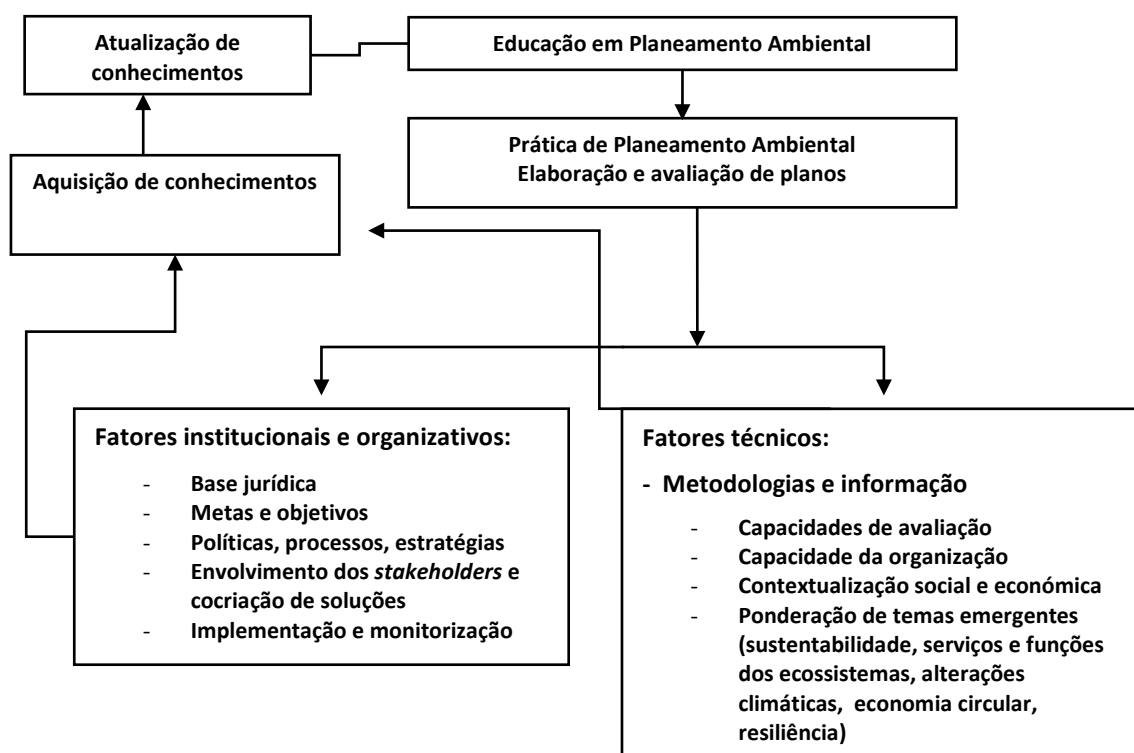 Atualização de
conhecimentos
Educação em Planeamento Ambiental
Prática de Planeamento Ambiental
Elaboração e avaliação de planos
Aquisição de conhecimentos
Fatores institucionais e organizativos:
- Base jurídica
- Metas e objetivos
- Políticas, processos, estratégias
- Envolvimento dos stakeholders e
cocriação de soluções
- Implementação e monitorização
Fatores técnicos:
- Metodologias e informação
- Capacidades de avaliação
- Capacidade da organização
- Contextualização social e económica
- Ponderação de temas emergentes
(sustentabilidade, serviços e funções
dos ecossistemas, alterações
climáticas, economia circular,
resiliência)